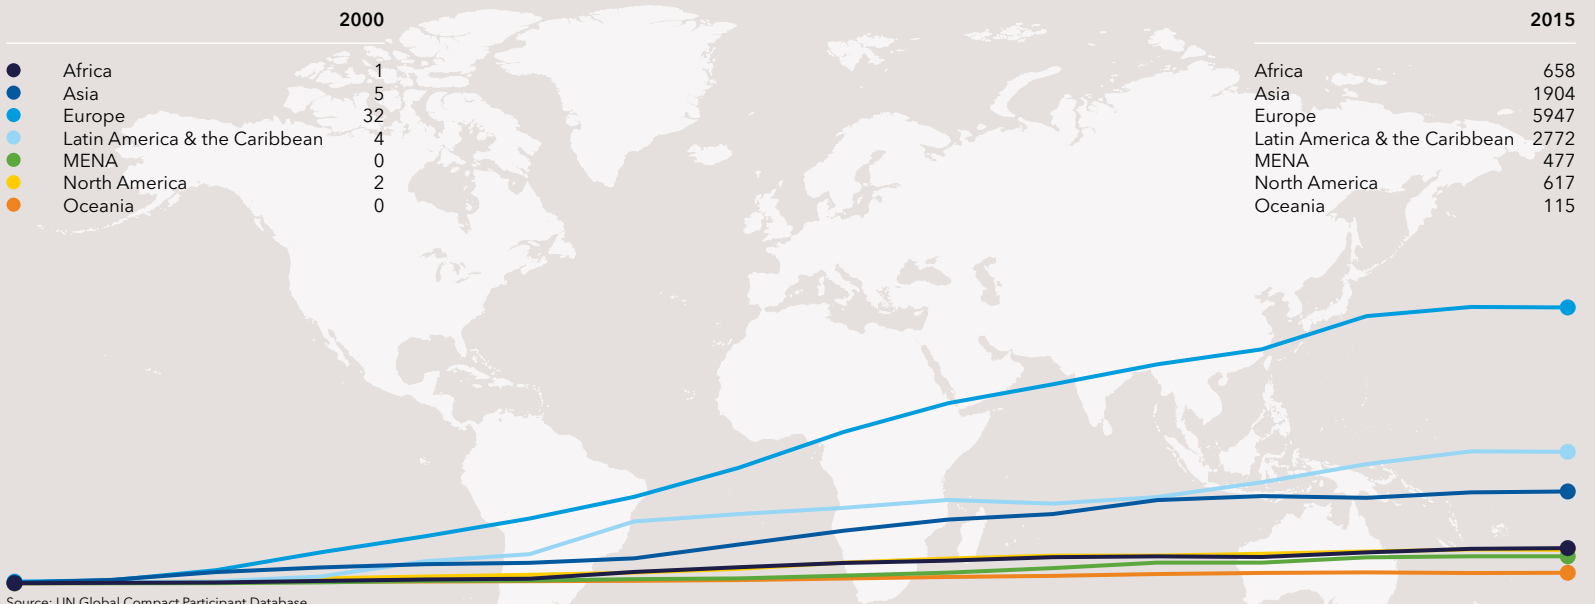 2000
Africa 1
Asia 5
Europe 32
Latin America & the Caribbean 4
MENA 0
North America 2
Oceania 0
2015
Africa 658
Asia 1904
Europe 5947
Latin America & the Caribbean 2772
MENA 477
North America 617
Oceania 115
Source: UN Global Compact Participant Database